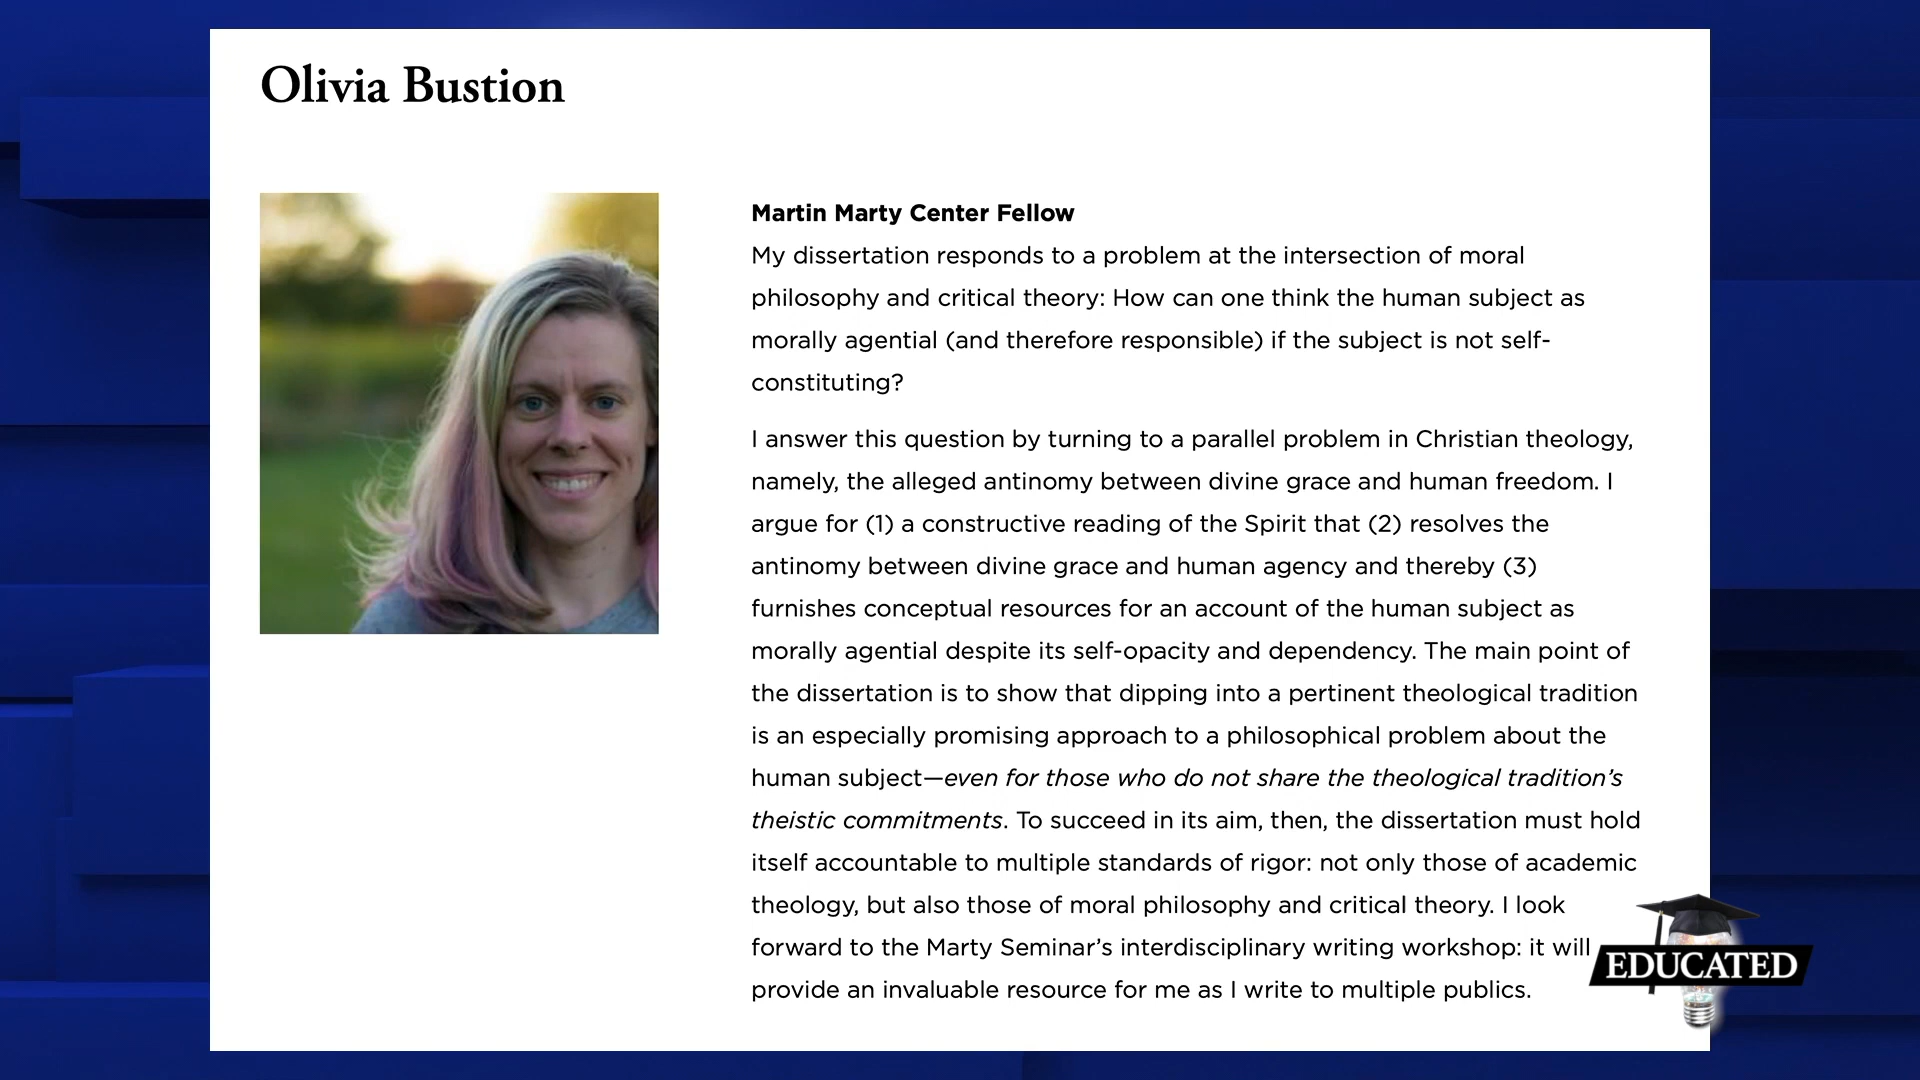 Olivia Bustion
Martin Marty Center Fellow
My dissertation responds to a problem at the intersection of moral
philosophy and critical theory: How can one think the human subject as
morally agential (and therefore responsible) if the subject is not self-
constituting?
I answer this question by turning to a parallel problem in Christian theology,
namely, the alleged antinomy between divine grace and human freedom. I
argue for (1) a constructive reading of the Spirit that (2) resolves the
antinomy between divine grace and human agency and thereby (3)
furnishes conceptual resources for an account of the human subject as
morally agential despite its self-opacity and dependency. The main point of
the dissertation is to show that dipping into a pertinent theological tradition
is an especially promising approach to a philosophical problem about the
human subject—even for those who do not share the theological tradition’s
theistic commitments. To succeed in its aim, then, the dissertation must hold
itself accountable to multiple standards of rigor: not only those of academic
theology, but also those of moral philosophy and critical theory. I look
forward to the Marty Seminar’s interdisciplinary writing workshop: it will
provide an invaluable resource for me as I write to multiple publics.
EDUCATED